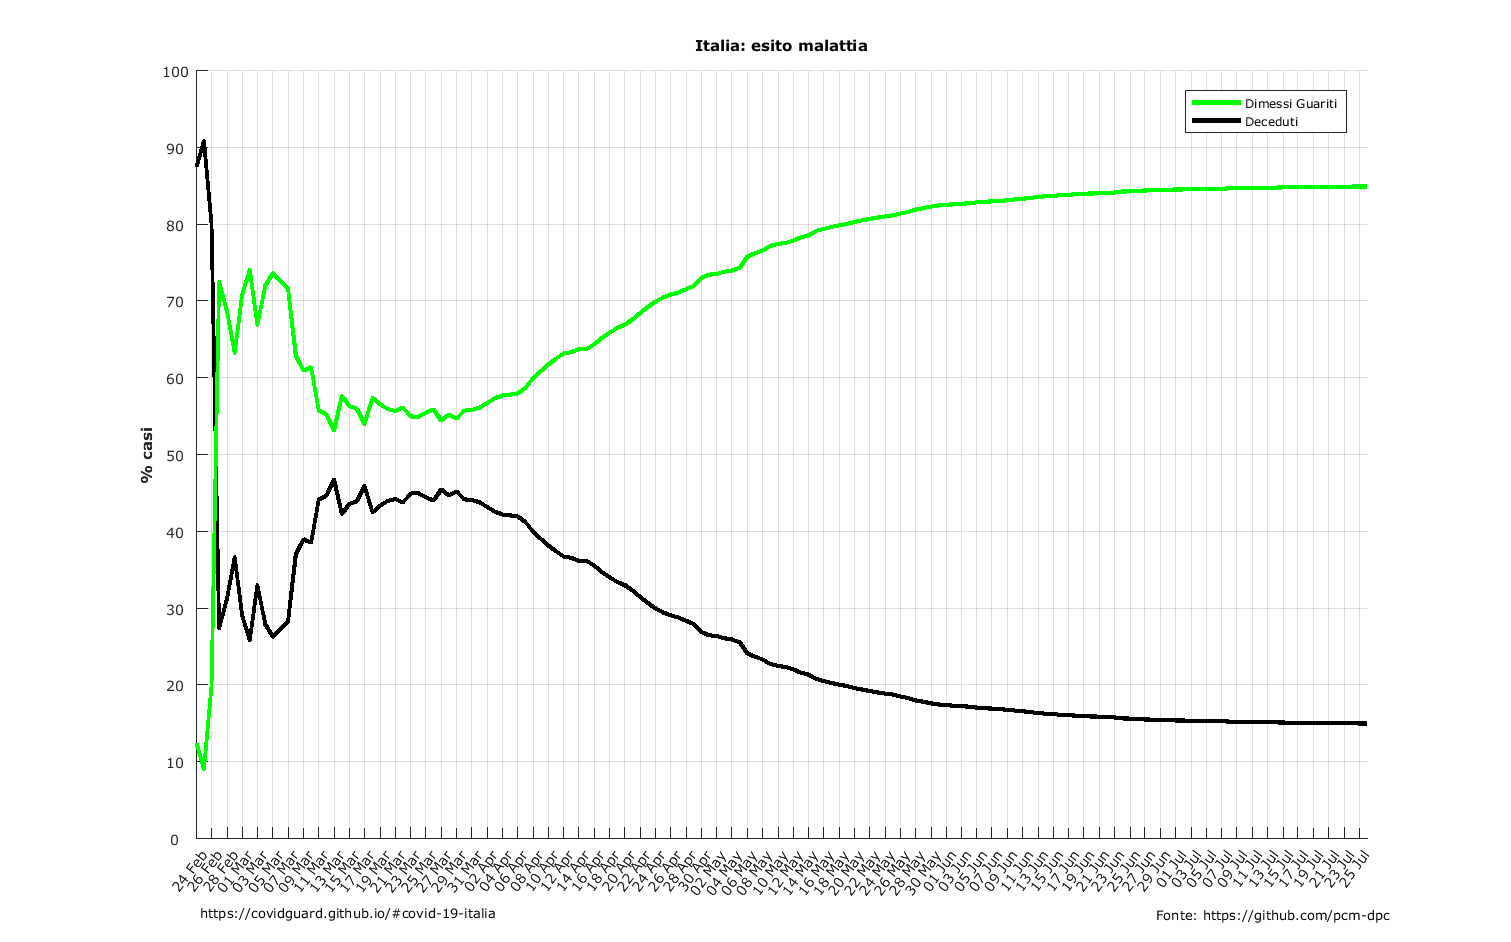 Italia: esito malattia
100
90
80
70
60
50
40
30
20
10
0
% casi
Dimessi Guariti
Deceduti
24 Feb
26 Feb
28 Feb
01 Mar
03 Mar
05 Mar
07 Mar
09 Mar
11 Mar
13 Mar
15 Mar
17 Mar
19 Mar
21 Mar
23 Mar
25 Mar
27 Mar
29 Mar
31 Mar
02 Apr
04 Apr
06 Apr
08 Apr
10 Apr
12 Apr
14 Apr
16 Apr
18 Apr
20 Apr
22 Apr
24 Apr
26 Apr
28 Apr
30 Apr
02 May
04 May
06 May
08 May
10 May
12 May
14 May
16 May
18 May
20 May
22 May
24 May
26 May
28 May
30 May
01 Jun
03 Jun
05 Jun
07 Jun
09 Jun
11 Jun
13 Jun
15 Jun
17 Jun
19 Jun
21 Jun
23 Jun
25 Jun
27 Jun
29 Jun
01 Jul
03 Jul
05 Jul
07 Jul
09 Jul
11 Jul
13 Jul
15 Jul
17 Jul
19 Jul
21 Jul
23 Jul
25 Jul
https://covidguard.github.io/#covid-19-italia
Fonte: https://github.com/pcm-dpc